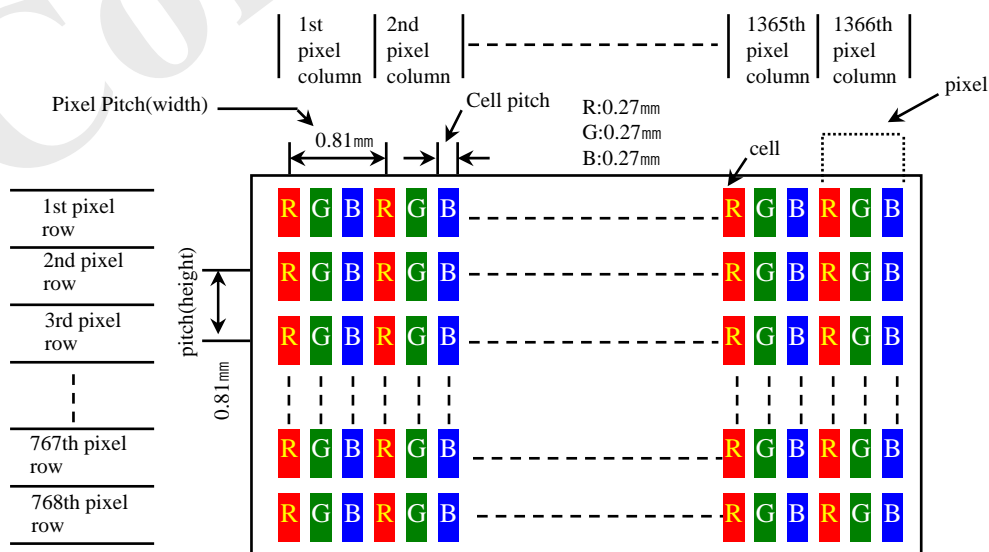 1st pixel column
2nd pixel column
1365th pixel column
1366th pixel column
Pixel Pitch(width)
Cell pitch
pixel
R:0.27㎜
G:0.27㎜
B:0.27㎜
0.81㎜
cell
1st pixel row
R G B R G B R G B R G B
2nd pixel row
R G B R G B R G B R G B
pitch(height)
0.81㎜
3rd pixel row
R G B R G B R G B R G B
767th pixel row
R G B R G B R G B R G B
768th pixel row
R G B R G B R G B R G B